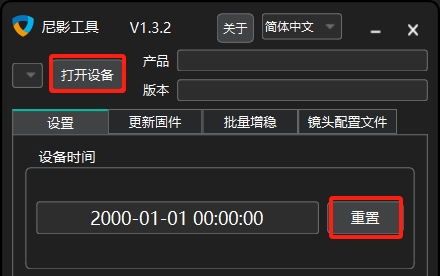 尼影工具 V1.3.2 关于 简体中文
打开设备 产品
版本
设置 更新固件 批量增稳 镜头配置文件
设备时间
2000-01-01 00:00:00 重置